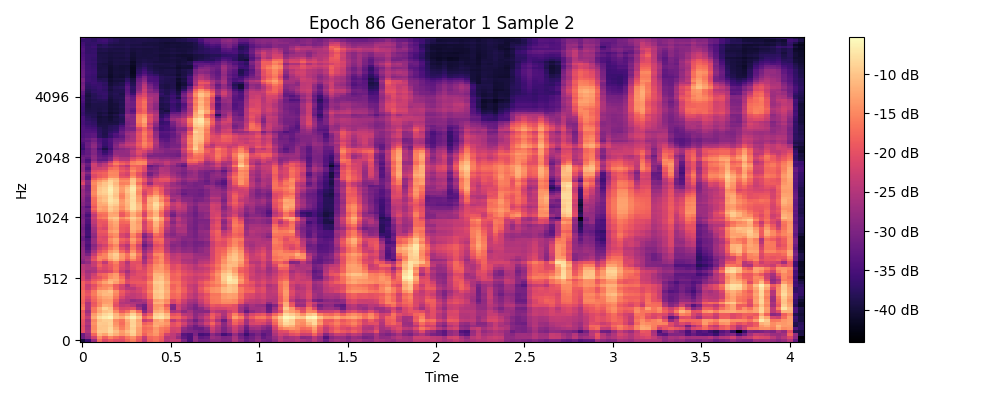 Epoch 86 Generator 1 Sample 2
Hz
4096
2048
1024
512
0
0 0.5 1 1.5 2 2.5 3 3.5 4
Time
-10 dB
-15 dB
-20 dB
-25 dB
-30 dB
-35 dB
-40 dB